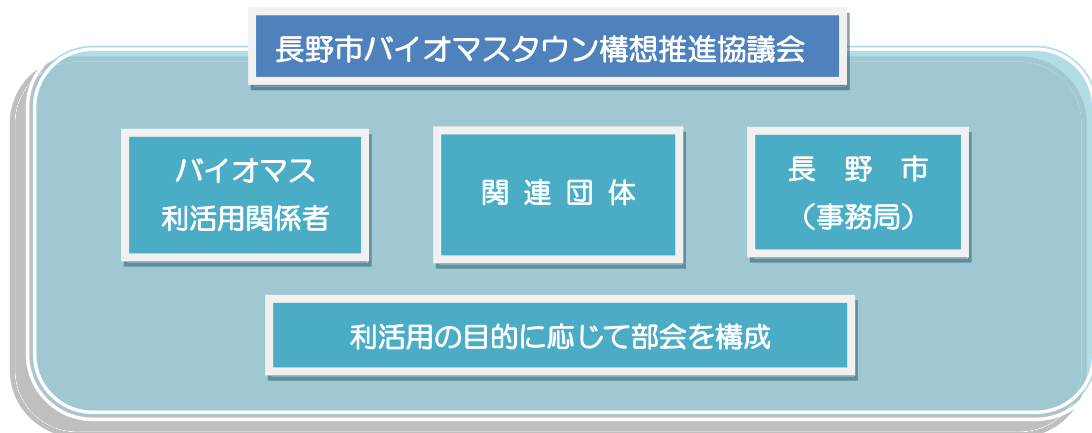 長野市バイオマスタウン構想推進協議会
バイオマス
利活用関係者
関 連 団 体
長　野　市
（事務局）
利活用の目的に応じて部会を構成